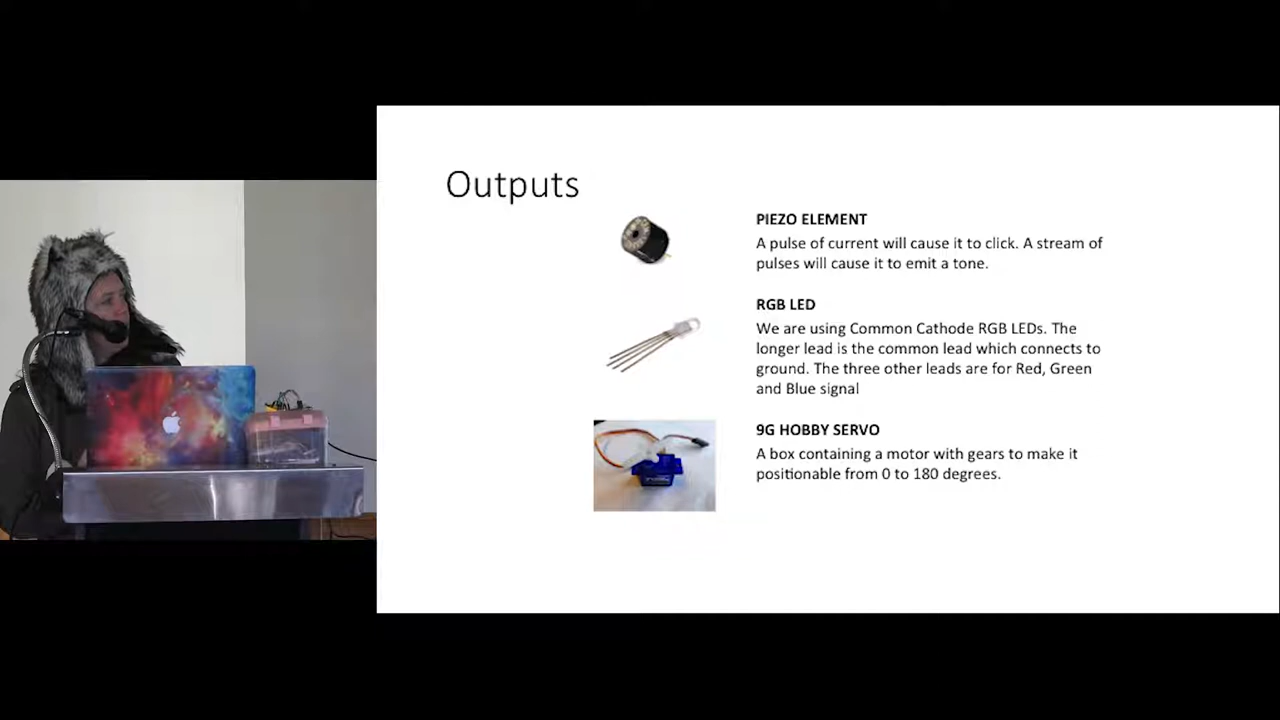 Outputs
PIEZO ELEMENT
A pulse of current will cause it to click. A stream of
pulses will cause it to emit a tone.
RGB LED
We are using Common Cathode RGB LEDs. The
longer lead is the common lead which connects to
ground. The three other leads are for Red, Green
and Blue signal
9G HOBBY SERVO
A box containing a motor with gears to make it
positionable from 0 to 180 degrees.